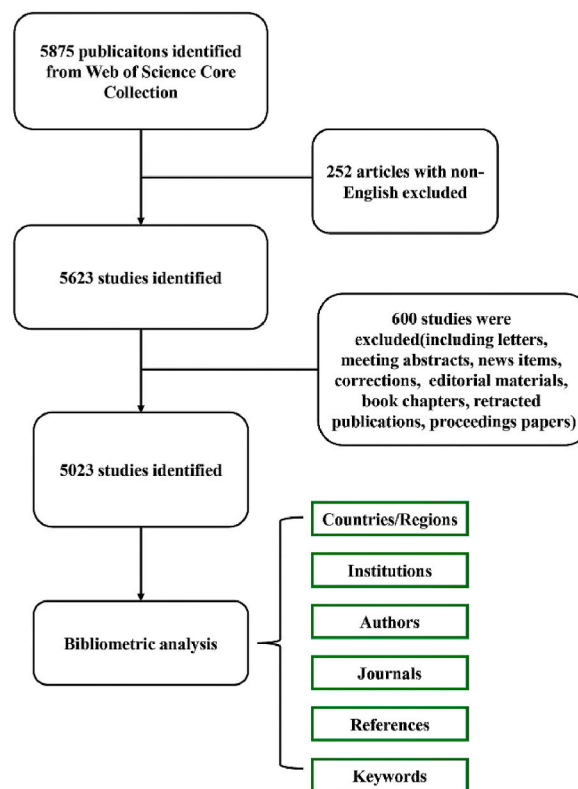 5875 publicaitons identified
from Web of Science Core
Collection
252 articles with non-
English excluded
5623 studies identified
600 studies were
excluded(including letters,
meeting abstracts, news items,
corrections, editorial materials,
book chapters, retracted
publications, proceedings papers)
5023 studies identified
Bibliometric analysis
Countries/Regions
Institutions
Authors
Journals
References
Keywords